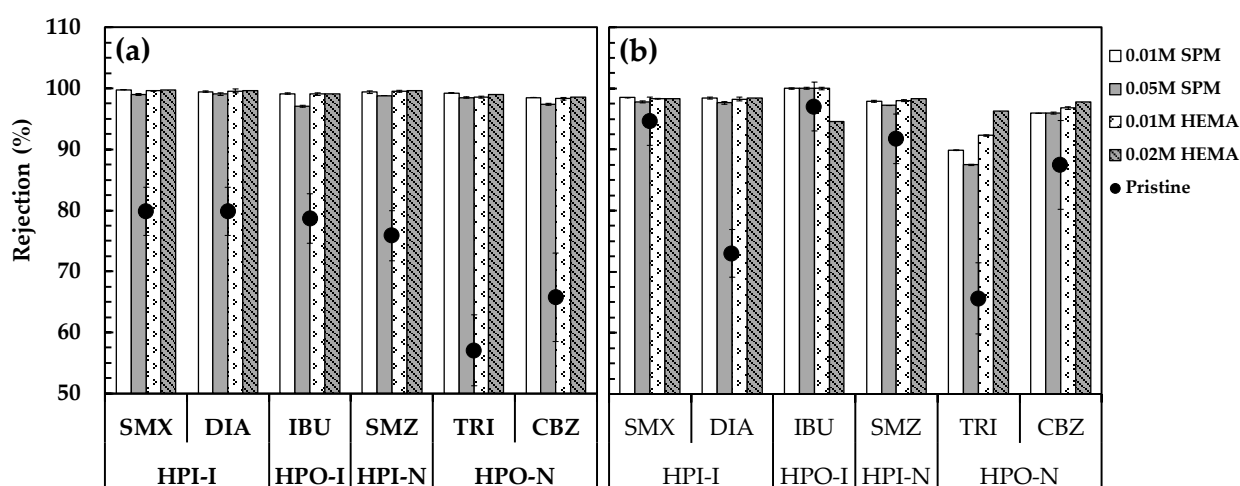 110
100
90
80
70
60
50
Rejection (%)
(a)
(b)
0.01M SPM
0.05M SPM
0.01M HEMA
0.02M HEMA
Pristine
SMX DIA IBU SMZ TRI CBZ
HPI-I HPO-I HPI-N HPO-N
SMX DIA IBU SMZ TRI CBZ
HPI-I HPO-I HPI-N HPO-N